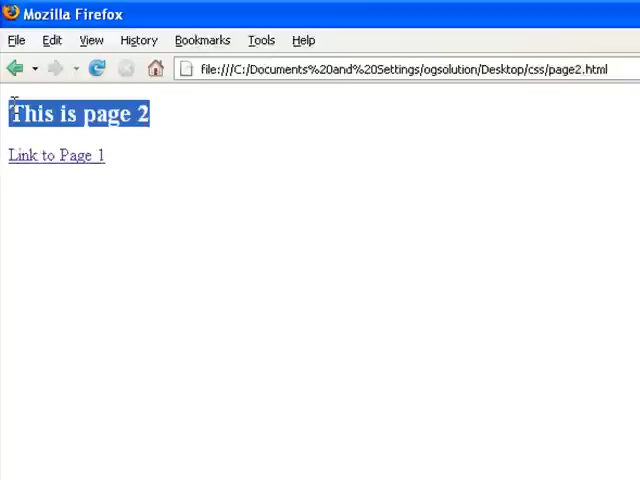 Mozilla Firefox
File Edit View History Bookmarks Tools Help
file:///C:/Documents%20and%20Settings/ogsolution/Desktop/css/page2.html
This is page 2
Link to Page 1